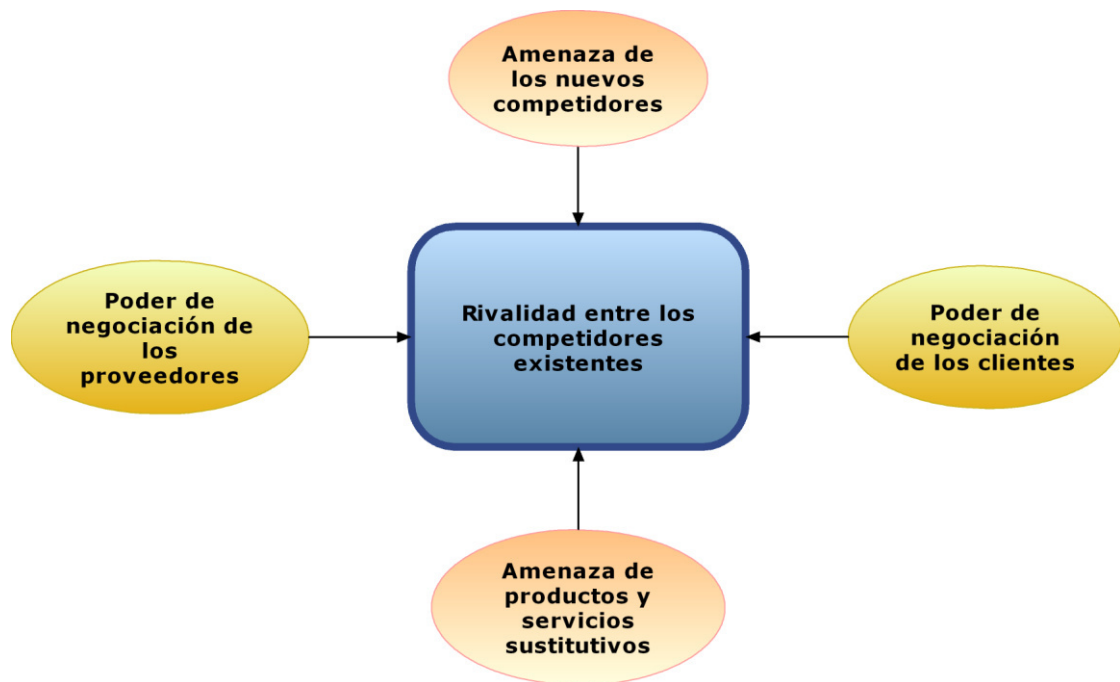 Amenaza de
los nuevos
competidores
Poder de
negociación de
los
proveedores
Rivalidad entre los
competidores
existentes
Poder de
negociación
de los clientes
Amenaza de
productos y
servicios
sustitutivos